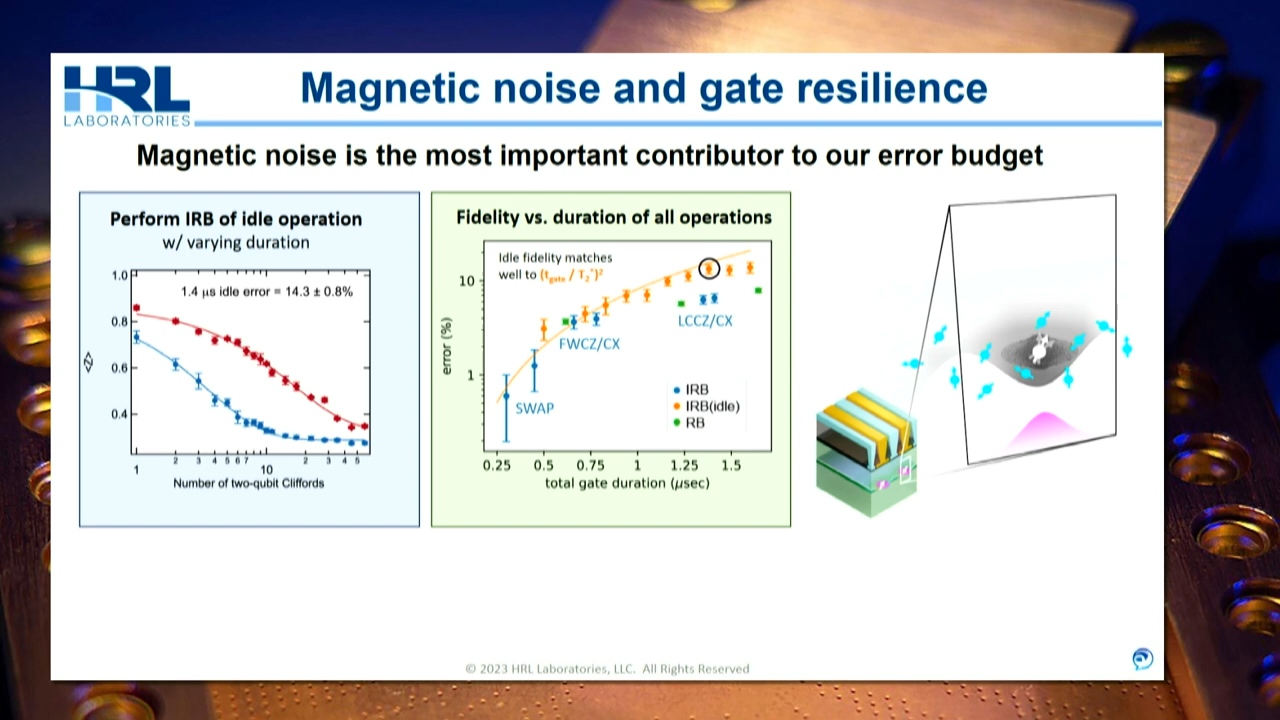 HRL
LABORATORIES
Magnetic noise and gate resilience
Magnetic noise is the most important contributor to our error budget
Perform IRB of idle operation
w/ varying duration
1.4 μs idle error = 14.3 ± 0.8%
1.0
0.8
0.6
0.4
⟨Z⟩
1 2 3 4 5 6 7 10 2 3 4 5
Number of two-qubit Cliffords
Fidelity vs. duration of all operations
Idle fidelity matches
well to (t_gate / T₂*)²
10
1
error (%)
LCCZ/CX
FWCZ/CX
SWAP
IRB
IRB(idle)
RB
0.25 0.5 0.75 1 1.25 1.5
total gate duration (μsec)
© 2023 HRL Laboratories, LLC. All Rights Reserved